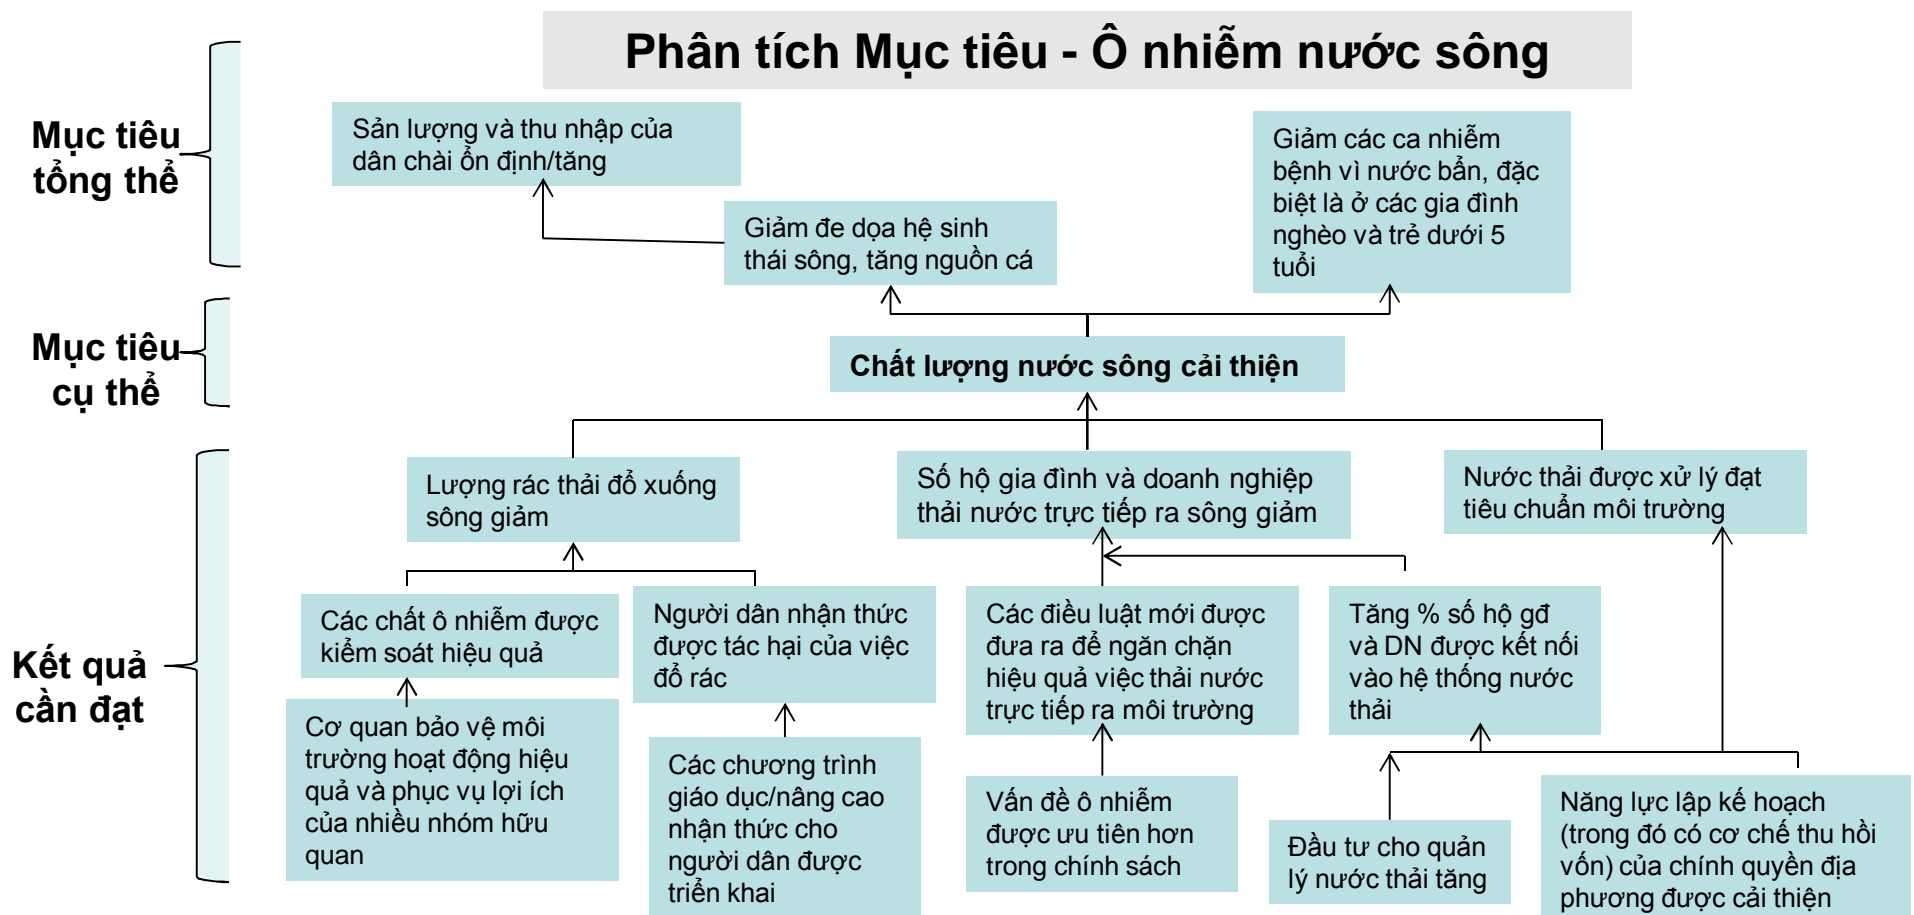 Phân tích Mục tiêu - Ô nhiễm nước sông
Mục tiêu
tổng thể
Sản lượng và thu nhập của
dân chài ổn định/tăng
Giảm các ca nhiễm
bệnh vì nước bẩn, đặc
biệt là ở các gia đình
nghèo và trẻ dưới 5
tuổi
Giảm đe dọa hệ sinh
thái sông, tăng nguồn cá
Mục tiêu
cụ thể
Chất lượng nước sông cải thiện
Kết quả
cần đạt
Lượng rác thải đổ xuống
sông giảm
Số hộ gia đình và doanh nghiệp
thải nước trực tiếp ra sông giảm
Nước thải được xử lý đạt
tiêu chuẩn môi trường
Các chất ô nhiễm được
kiểm soát hiệu quả
Người dân nhận thức
được tác hại của việc
đổ rác
Các điều luật mới được
đưa ra để ngăn chặn
hiệu quả việc thải nước
trực tiếp ra môi trường
Tăng % số hộ gđ
và DN được kết nối
vào hệ thống nước
thải
Cơ quan bảo vệ môi
trường hoạt động hiệu
quả và phục vụ lợi ích
của nhiều nhóm hữu
quan
Các chương trình
giáo dục/nâng cao
nhận thức cho
người dân được
triển khai
Vấn đề ô nhiễm
được ưu tiên hơn
trong chính sách
Đầu tư cho quản
lý nước thải tăng
Năng lực lập kế hoạch
(trong đó có cơ chế thu hồi
vốn) của chính quyền địa
phương được cải thiện